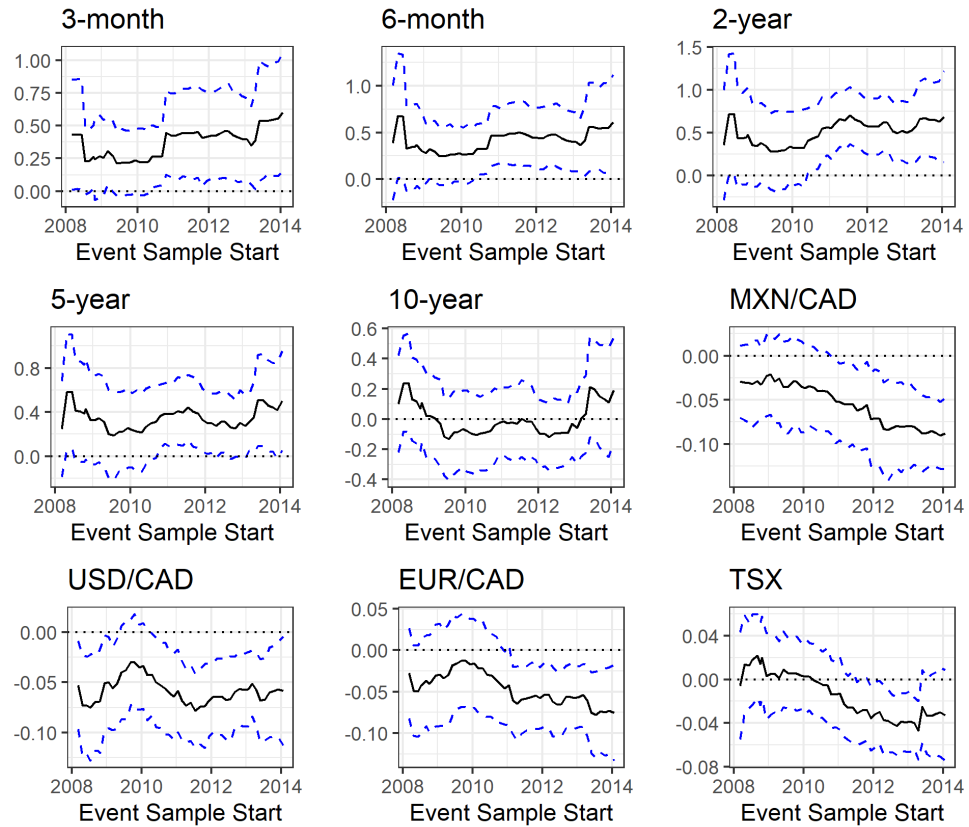 3-month
1.00
0.75
0.50
0.25
0.00
2008 2010 2012 2014
Event Sample Start
6-month
1.0
0.5
0.0
2008 2010 2012 2014
Event Sample Start
2-year
1.5
1.0
0.5
0.0
2008 2010 2012 2014
Event Sample Start
5-year
0.8
0.4
0.0
2008 2010 2012 2014
Event Sample Start
10-year
0.6
0.4
0.2
0.0
-0.2
-0.4
2008 2010 2012 2014
Event Sample Start
MXN/CAD
0.00
-0.05
-0.10
2008 2010 2012 2014
Event Sample Start
USD/CAD
0.00
-0.05
-0.10
2008 2010 2012 2014
Event Sample Start
EUR/CAD
0.05
0.00
-0.05
-0.10
2008 2010 2012 2014
Event Sample Start
TSX
0.04
0.00
-0.04
-0.08
2008 2010 2012 2014
Event Sample Start